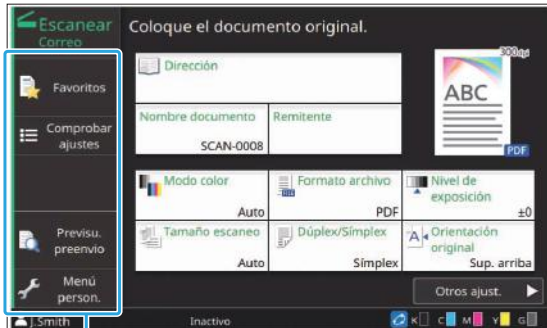 Escanear
Correo
Coloque el documento original.
300dpi
Favoritos
Dirección
ABC
Comprobar
ajustes
Nombre documento
Remitente
SCAN-0008
PDF
Modo color
Auto
Formato archivo
PDF
Nivel de
exposición
±0
Previsu.
preenvio
Tamaño escaneo
Auto
Dúplex/Símplex
Símplex
Orientación
original
Sup. arriba
Menú
person.
Otros ajust.
J.Smith
Inactivo
K C M Y G